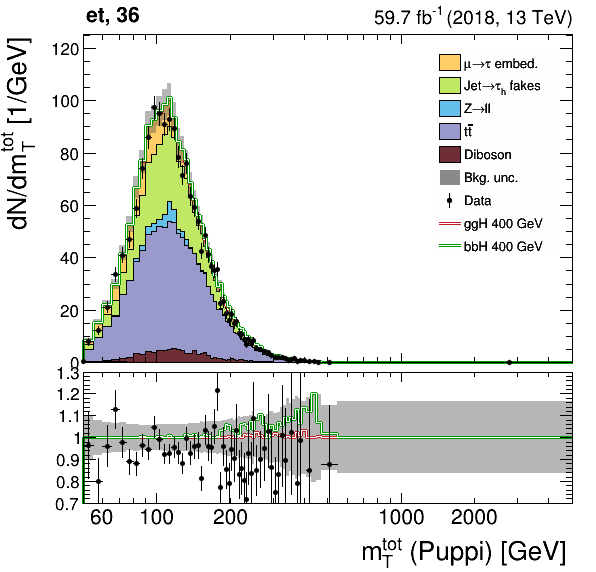 et, 36
59.7 fb⁻¹ (2018, 13 TeV)
dN/dm_T^tot [1/GeV]
120
100
80
60
40
20
0
μ→τ embed.
Jet→τ_h fakes
Z→ll
tt̄
Diboson
Bkg. unc.
Data
ggH 400 GeV
bbH 400 GeV
1.3
1.2
1.1
1.0
0.9
0.8
0.7
60 100 200 1000 2000
m_T^tot (Puppi) [GeV]